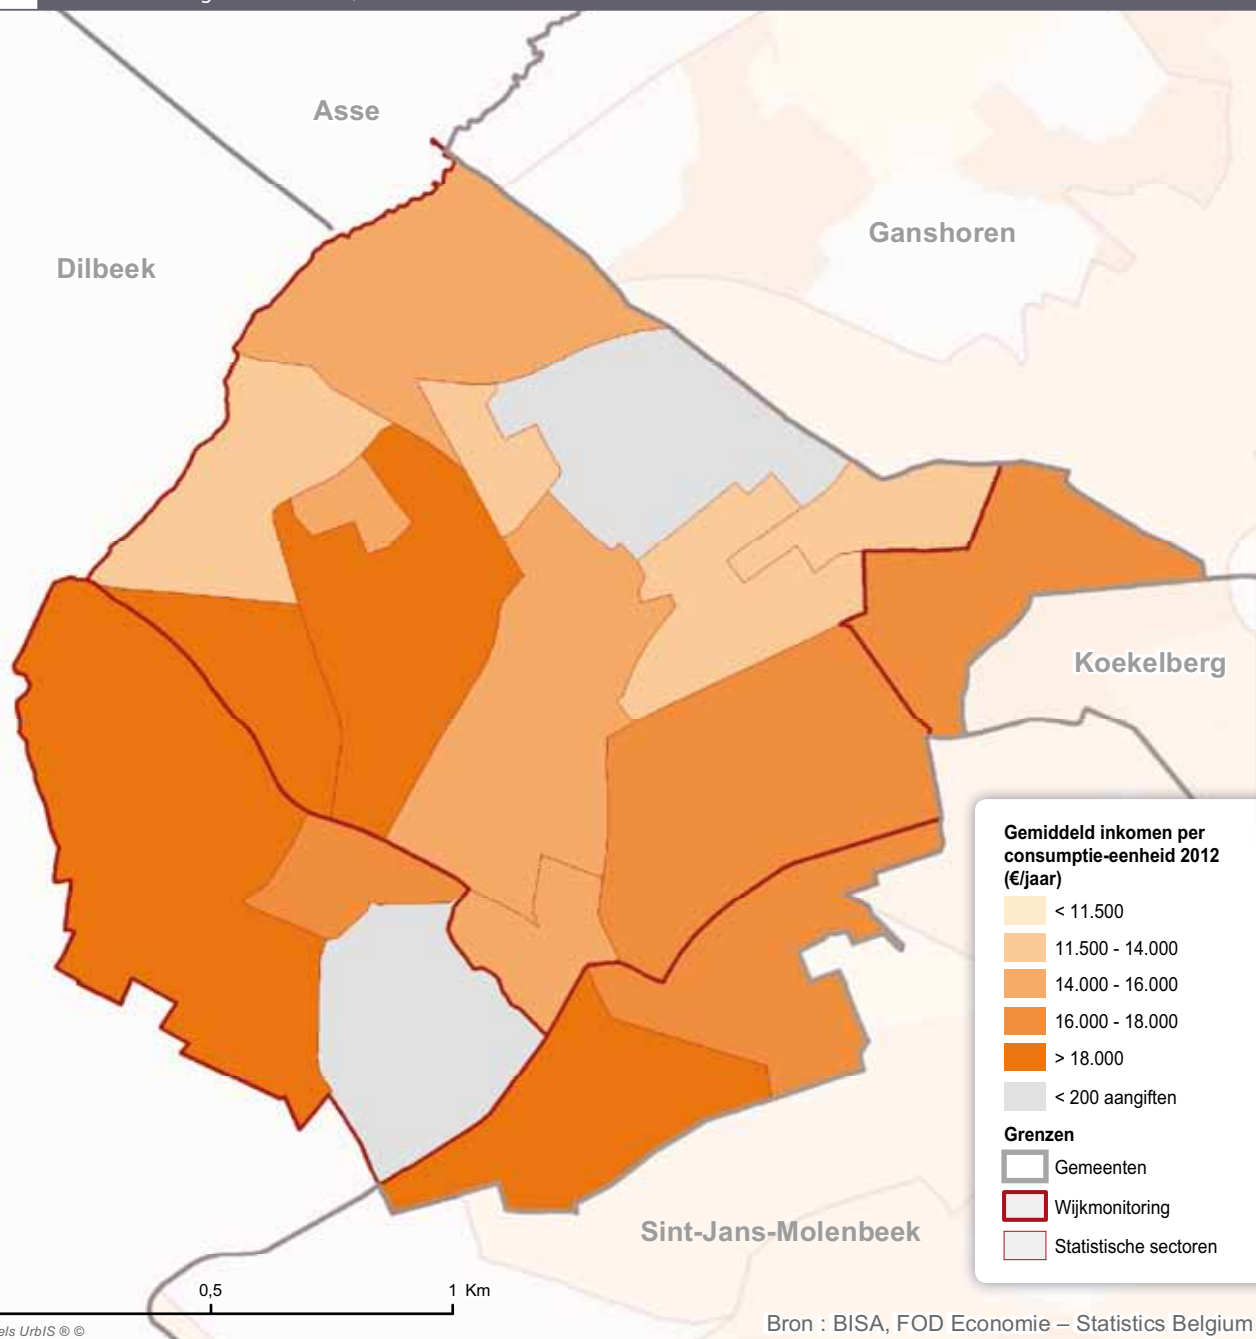 Asse
Ganshoren
Dilbeek
Koekelberg
Gemiddeld inkomen per
consumptie-eenheid 2012
(€/jaar)
< 11.500
11.500 - 14.000
14.000 - 16.000
16.000 - 18.000
> 18.000
< 200 aangiften
Grenzen
Gemeenten
Wijkmonitoring
Statistische sectoren
Sint-Jans-Molenbeek
0,5
1 Km
UrbIS ® ©
Bron : BISA, FOD Economie – Statistics Belgium